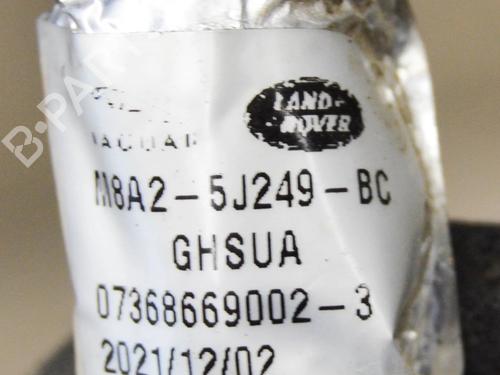 B-PARTS
LAND-
ROVER
JAGUAR
M8A2-5J249-BC
GHSUA
07368669002-3
2021/12/02